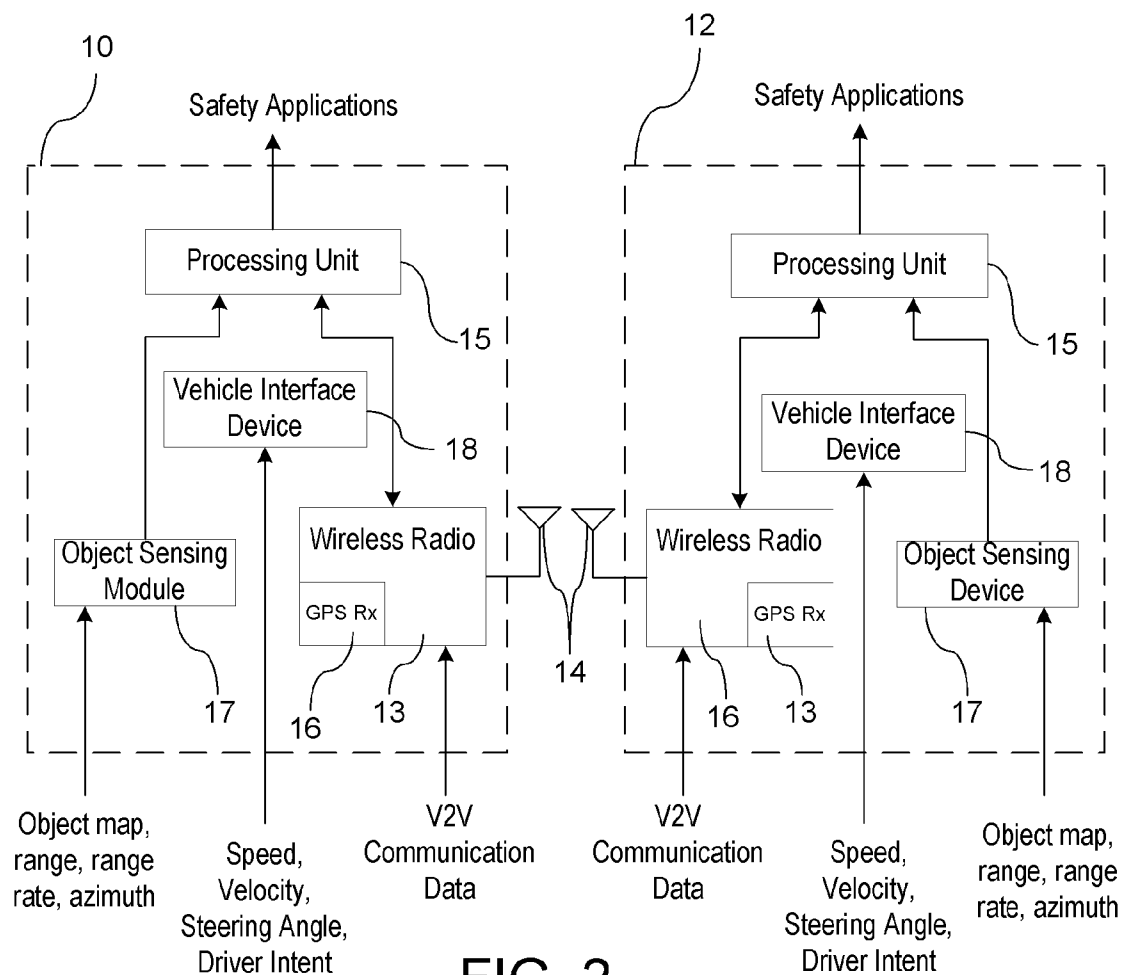 10
12
Safety Applications
Safety Applications
Processing Unit
Processing Unit
15
15
Vehicle Interface
Device
Vehicle Interface
Device
18
18
Wireless Radio
Wireless Radio
Object Sensing
Module
Object Sensing
Device
GPS Rx
GPS Rx
14
17
16
13
16
13
17
Object map,
range, range
rate, azimuth
Speed,
Velocity,
Steering Angle,
Driver Intent
V2V
Communication
Data
V2V
Communication
Data
Speed,
Velocity,
Steering Angle,
Driver Intent
Object map,
range, range
rate, azimuth